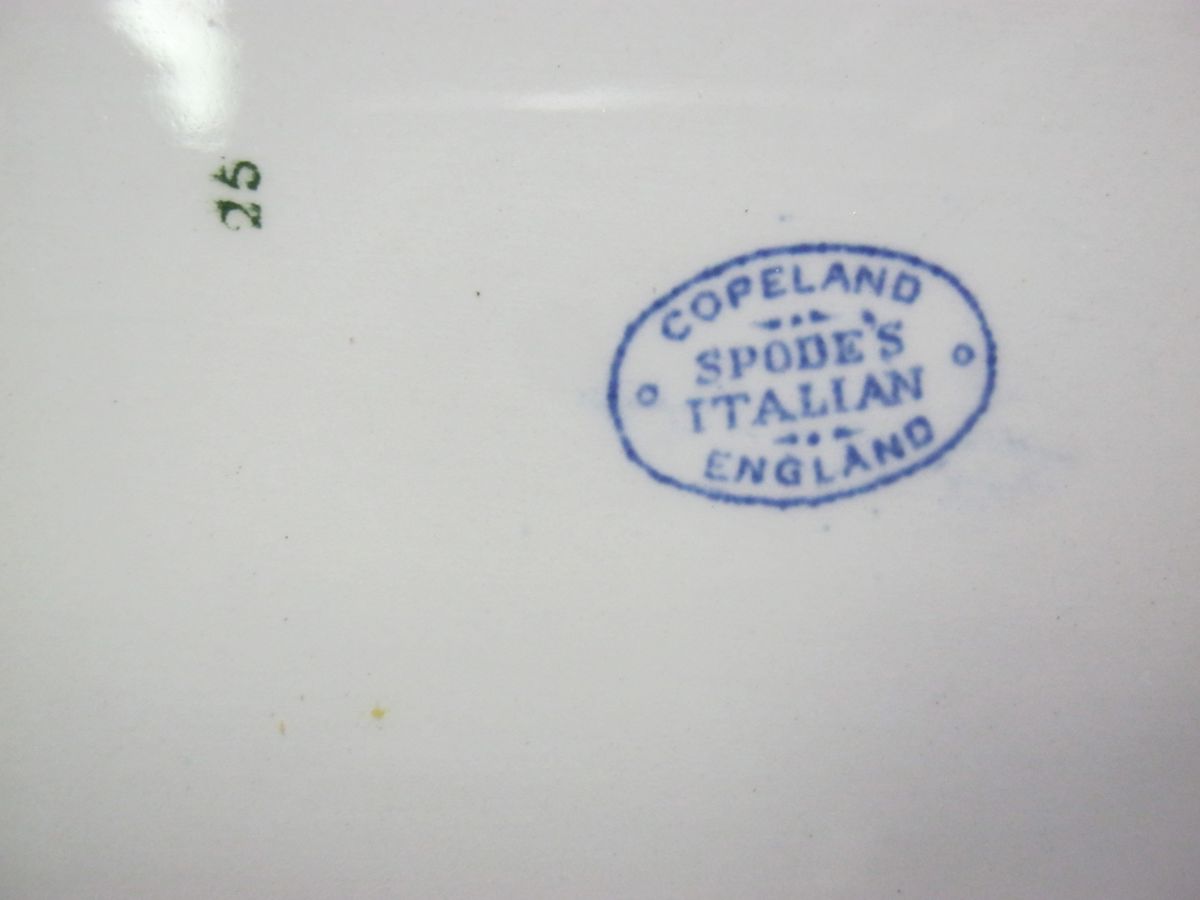 25
COPELAND
SPODE'S
ITALIAN
ENGLAND